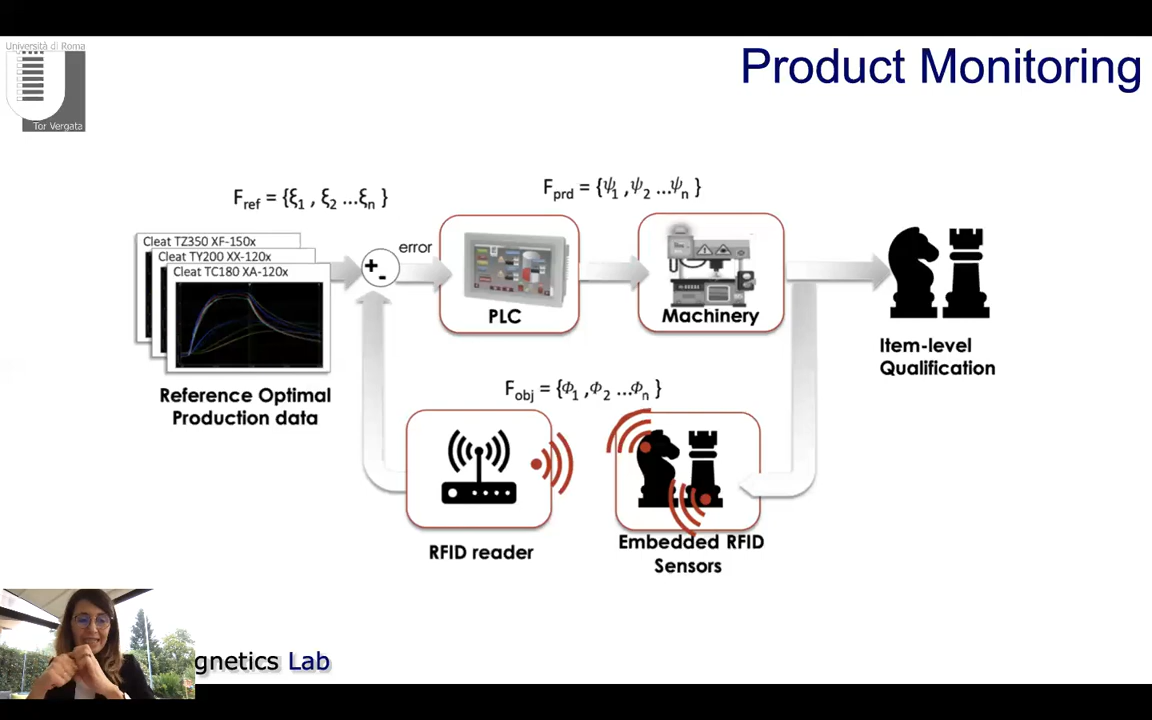 Università di Roma
Tor Vergata
Product Monitoring
F_ref = {ξ1 , ξ2 ...ξn }
F_prd = {ψ1 ,ψ2 ...ψn }
Cleat TZ350 XF-150x
Cleat TY200 XX-120x
Cleat TC180 XA-120x
+
-
error
PLC
Machinery
Item-level
Qualification
Reference Optimal
Production data
F_obj = {Φ1 ,Φ2 ...Φn }
RFID reader
Embedded RFID
Sensors
gnetics Lab